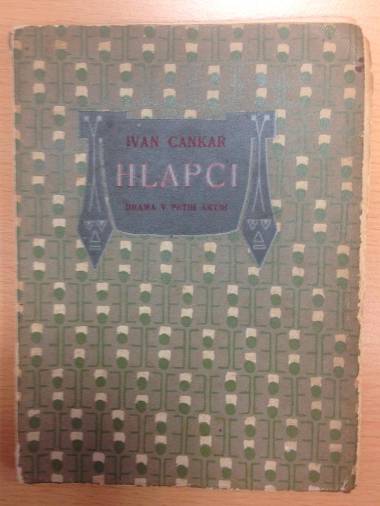 IVAN CANKAR
HLAPCI
DRAMA V PETIH AKTIH